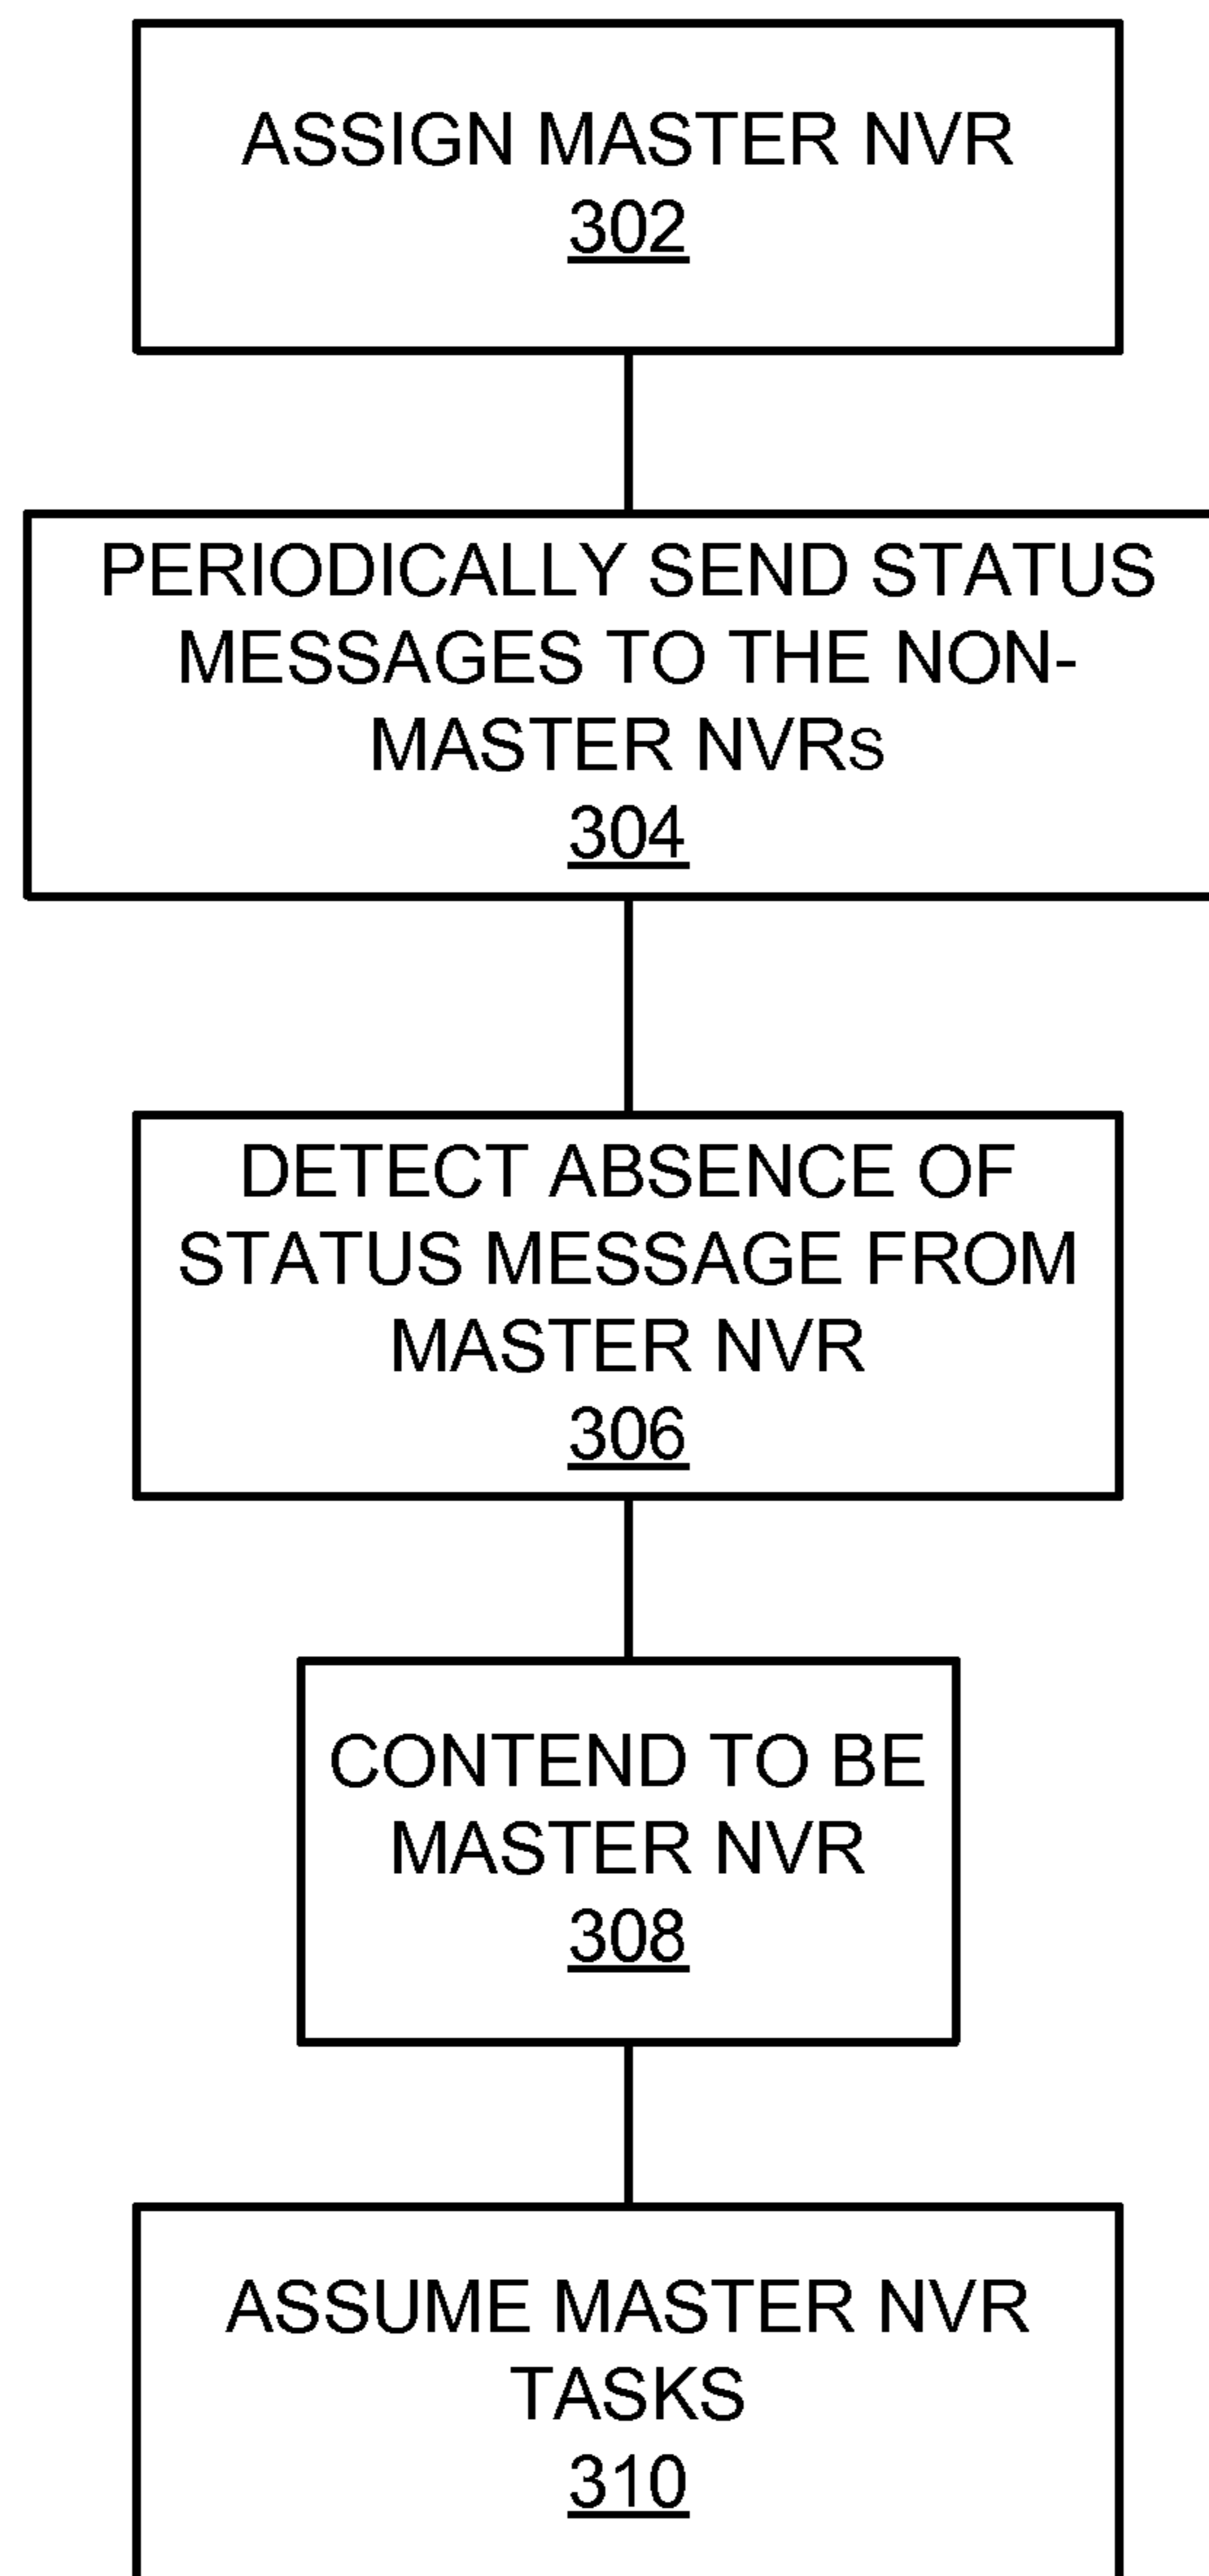 ASSIGN MASTER NVR
302
PERIODICALLY SEND STATUS
MESSAGES TO THE NON-
MASTER NVRs
304
DETECT ABSENCE OF
STATUS MESSAGE FROM
MASTER NVR
306
CONTEND TO BE
MASTER NVR
308
ASSUME MASTER NVR
TASKS
310